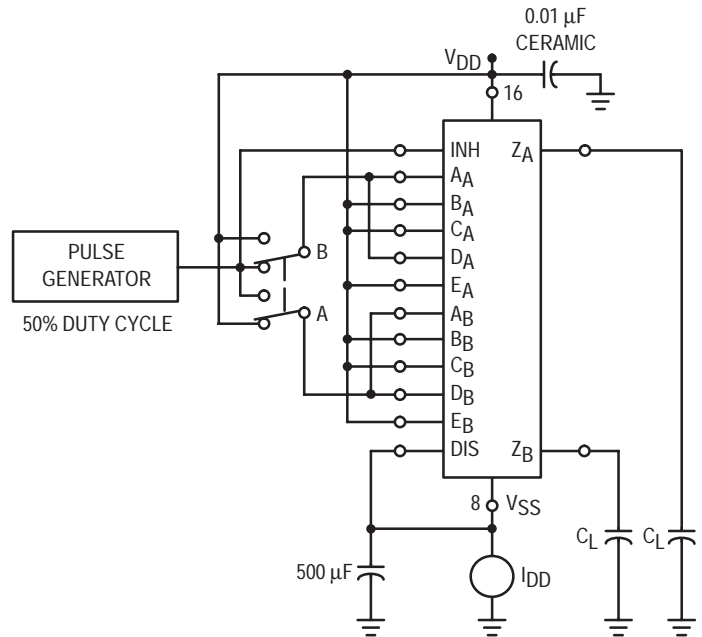 0.01 µF
CERAMIC
VDD
16
INH ZA
AA
BA
CA
DA
EA
AB
BB
CB
DB
EB
DIS ZB
PULSE
GENERATOR
50% DUTY CYCLE
B
A
8 VSS
500 µF
IDD
CL CL